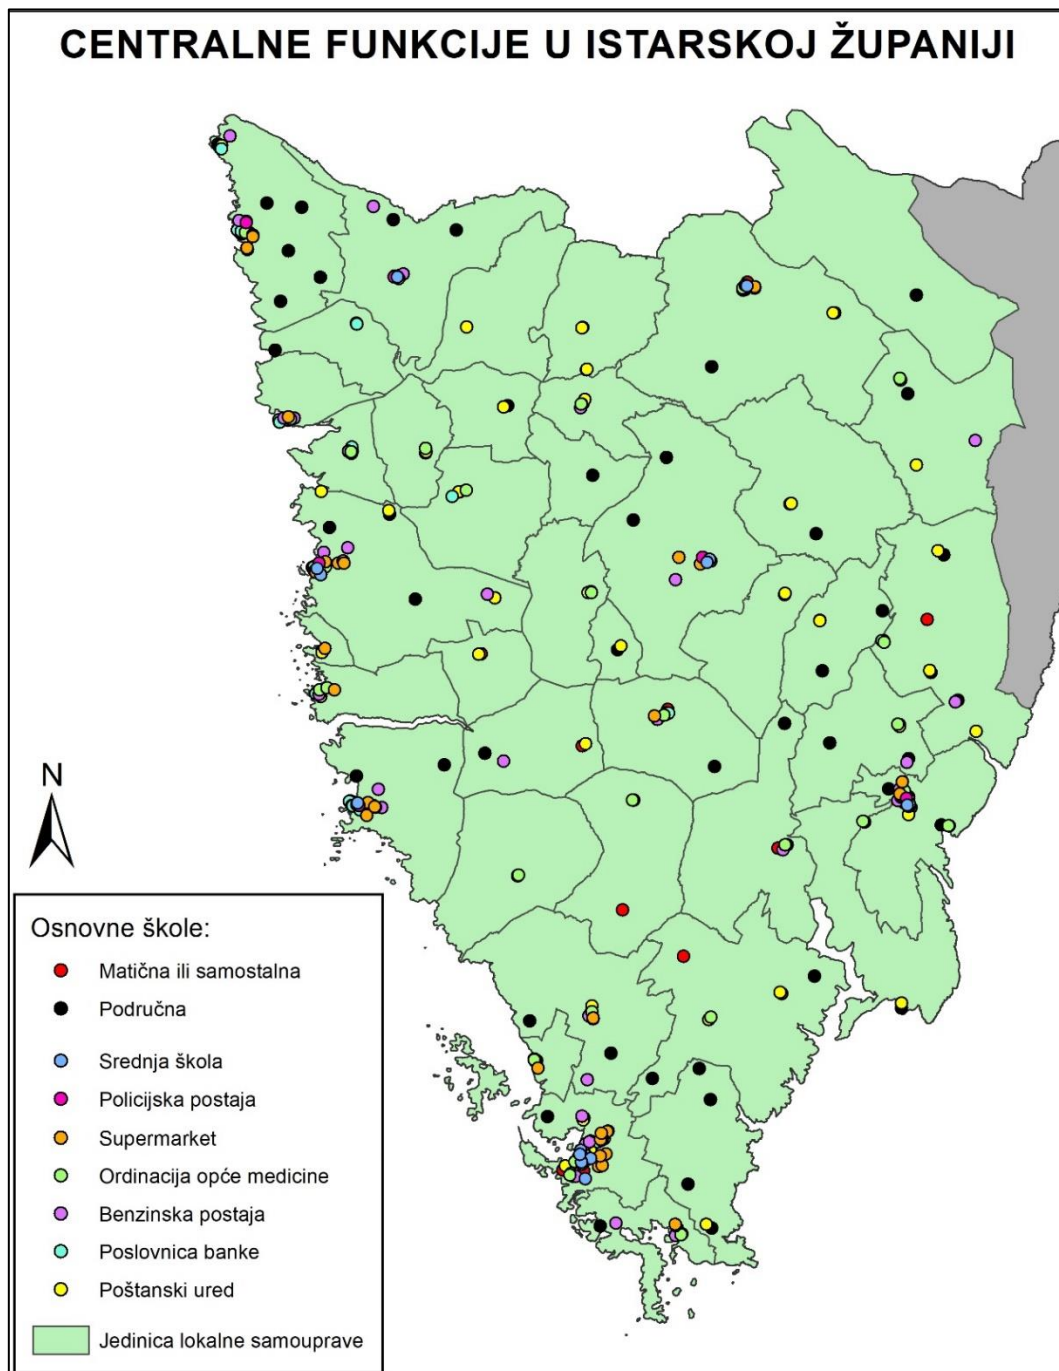 CENTRALNE FUNKCIJE U ISTARSKOJ ŽUPANIJI
N
Osnovne škole:
Matična ili samostalna
Područna
Srednja škola
Policijska postaja
Supermarket
Ordinacija opće medicine
Benzinska postaja
Poslovnica banke
Poštanski ured
Jedinica lokalne samouprave